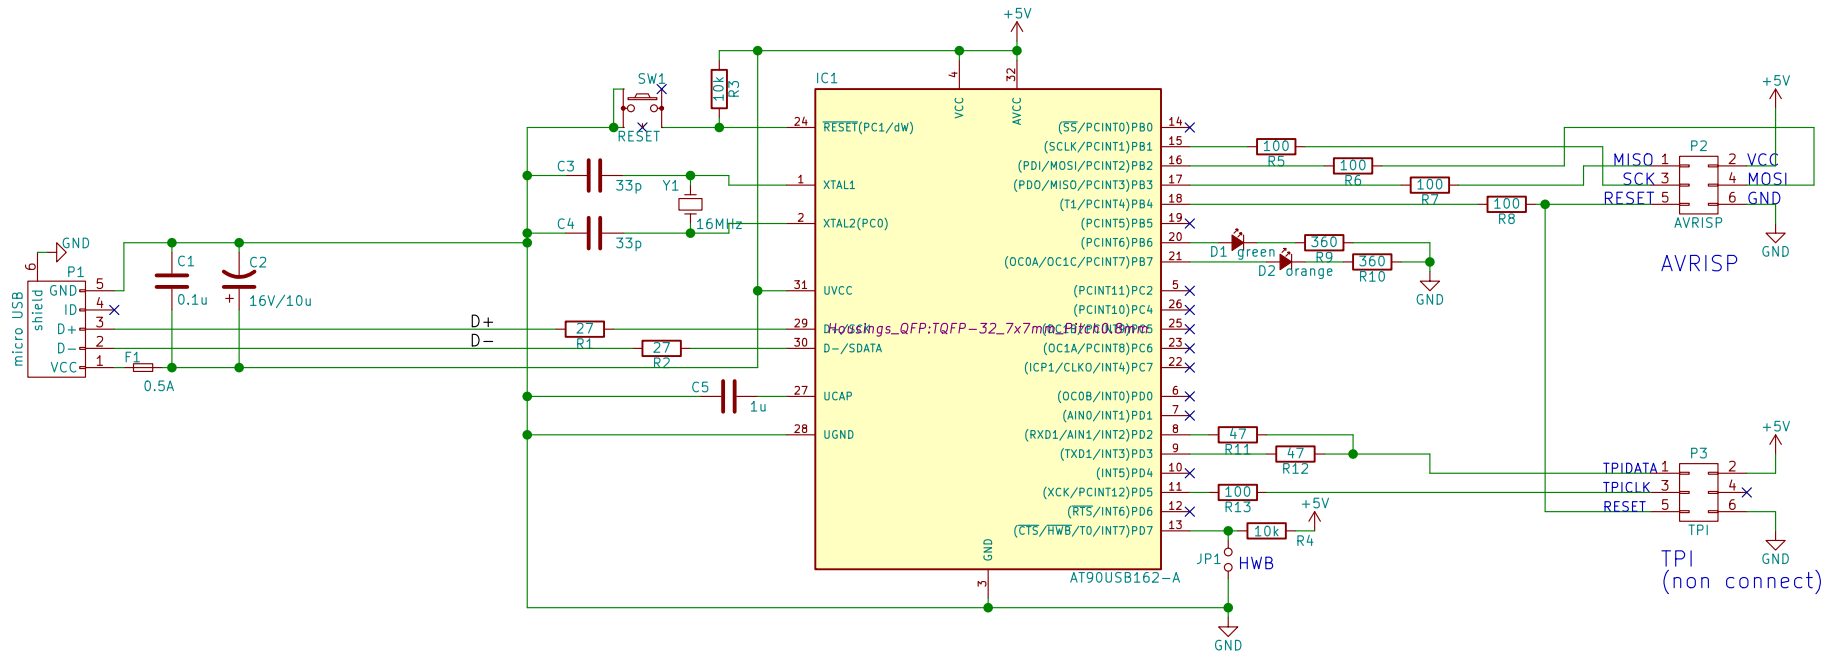 +5V
IC1
SW1
RESET
10k
R3
4
VCC
32
AVCC
24
RESET(PC1/dW)
C3
33p
Y1
16MHz
C4
33p
1
XTAL1
2
XTAL2(PC0)
GND
6
P1
micro USB
shield
GND
5
ID
4
D+
3
D-
2
VCC
1
F1
0.5A
C1
0.1u
C2
+
16V/10u
D+
D-
27
R1
27
R2
C5
1u
31
UVCC
29
30
D-/SDATA
27
UCAP
28
UGND
Housings_QFP:TQFP-32_7x7mm_Pitch0.8mm
GND
3
AT90USB162-A
(SS/PCINT0)PB0
14
(SCLK/PCINT1)PB1
15
(PDI/MOSI/PCINT2)PB2
16
(PDO/MISO/PCINT3)PB3
17
(T1/PCINT4)PB4
18
(PCINT5)PB5
19
(PCINT6)PB6
20
(OC0A/OC1C/PCINT7)PB7
21
(PCINT11)PC2
5
(PCINT10)PC4
26
25
(OC1A/PCINT8)PC6
23
(ICP1/CLKO/INT4)PC7
22
(OC0B/INT0)PD0
6
(AIN0/INT1)PD1
7
(RXD1/AIN1/INT2)PD2
8
(TXD1/INT3)PD3
9
(INT5)PD4
10
(XCK/PCINT12)PD5
11
(RTS/INT6)PD6
12
(CTS/HWB/T0/INT7)PD7
13
100
R5
100
R6
100
R7
100
R8
D1 green
360
R9
D2 orange
360
R10
GND
47
R11
47
R12
100
R13
+5V
10k
R4
JP1
HWB
GND
+5V
P2
MISO 1
2 VCC
SCK 3
4 MOSI
RESET 5
6 GND
AVRISP
GND
AVRISP
+5V
P3
TPIDATA 1
2
TPICLK 3
4
RESET 5
6
TPI
GND
TPI
(non connect)